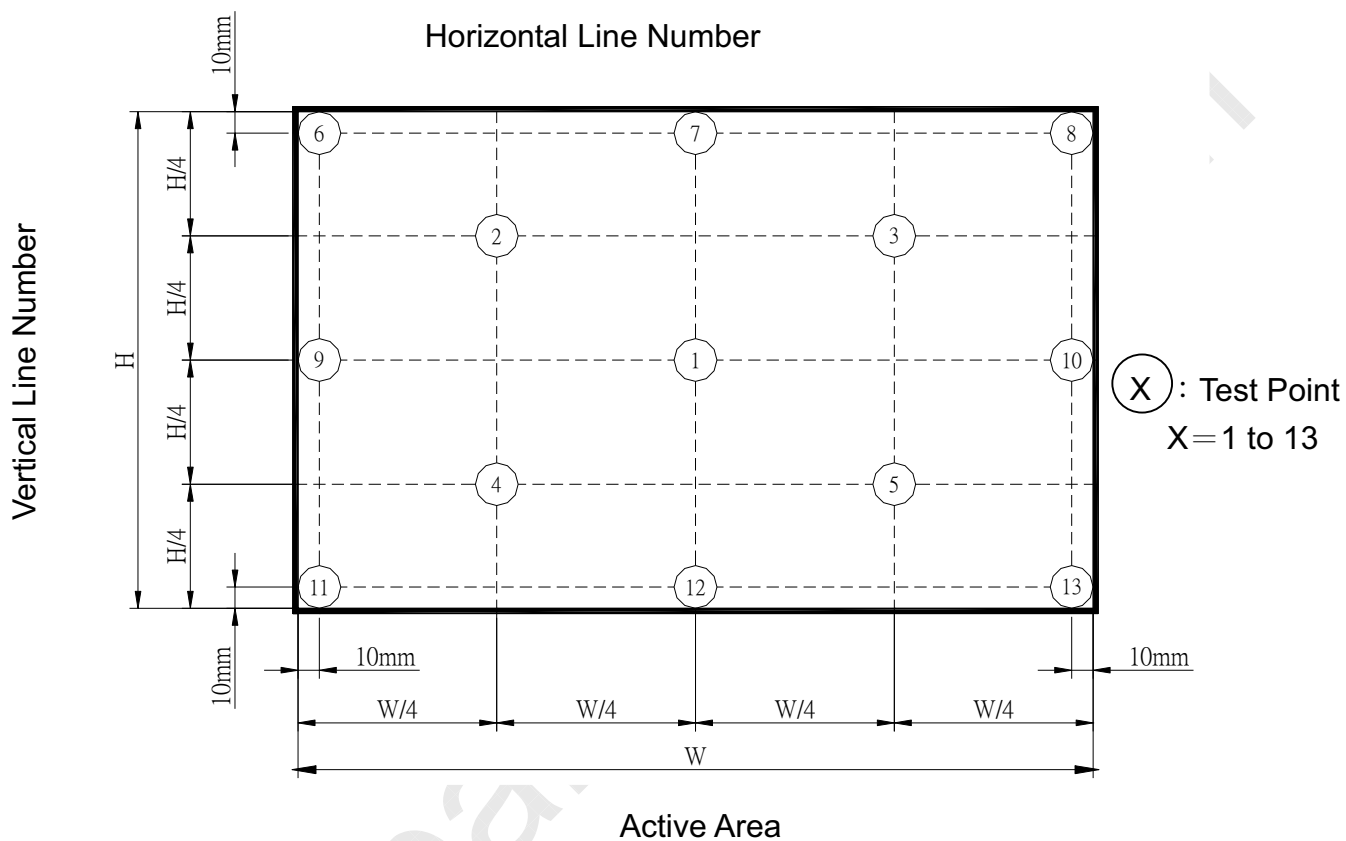 Horizontal Line Number
10mm
6 7 8
H/4
2 3
H/4
Vertical Line Number
H
9 1 10
X : Test Point
X=1 to 13
H/4
4 5
H/4
11 12 13
10mm
10mm 10mm
W/4 W/4 W/4 W/4
W
Active Area